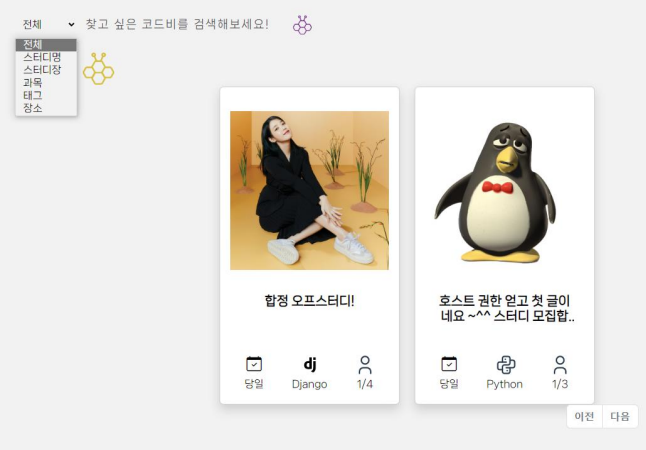 전체 찾고 싶은 코드비를 검색해보세요!
전체
스터디명
스터디장
과목
태그
장소
합정 오프스터디!
당일 Django 1/4
호스트 권한 얻고 첫 글이
네요 ~^^ 스터디 모집합..
당일 Python 1/3
이전 다음